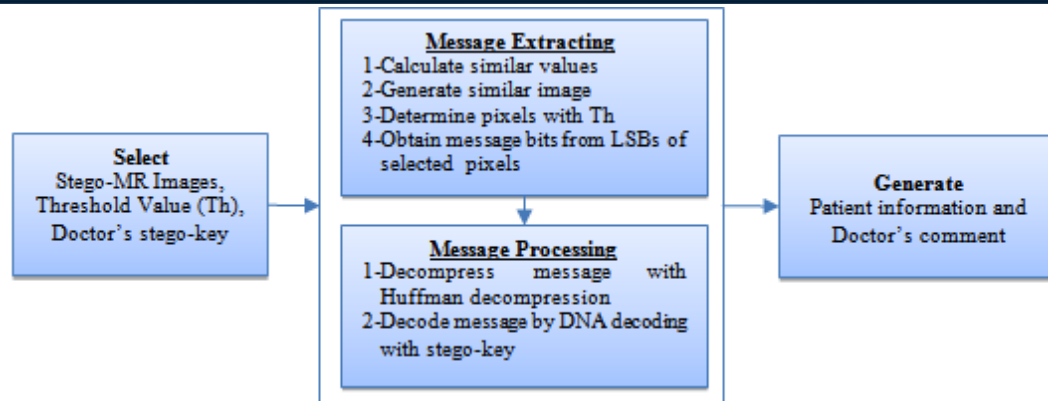 Select
Stego-MR Images,
Threshold Value (Th),
Doctor's stego-key
Message Extracting
1-Calculate similar values
2-Generate similar image
3-Determine pixels with Th
4-Obtain message bits from LSBs of
selected pixels
Message Processing
1-Decompress message with
Huffman decompression
2-Decode message by DNA decoding
with stego-key
Generate
Patient information and
Doctor's comment